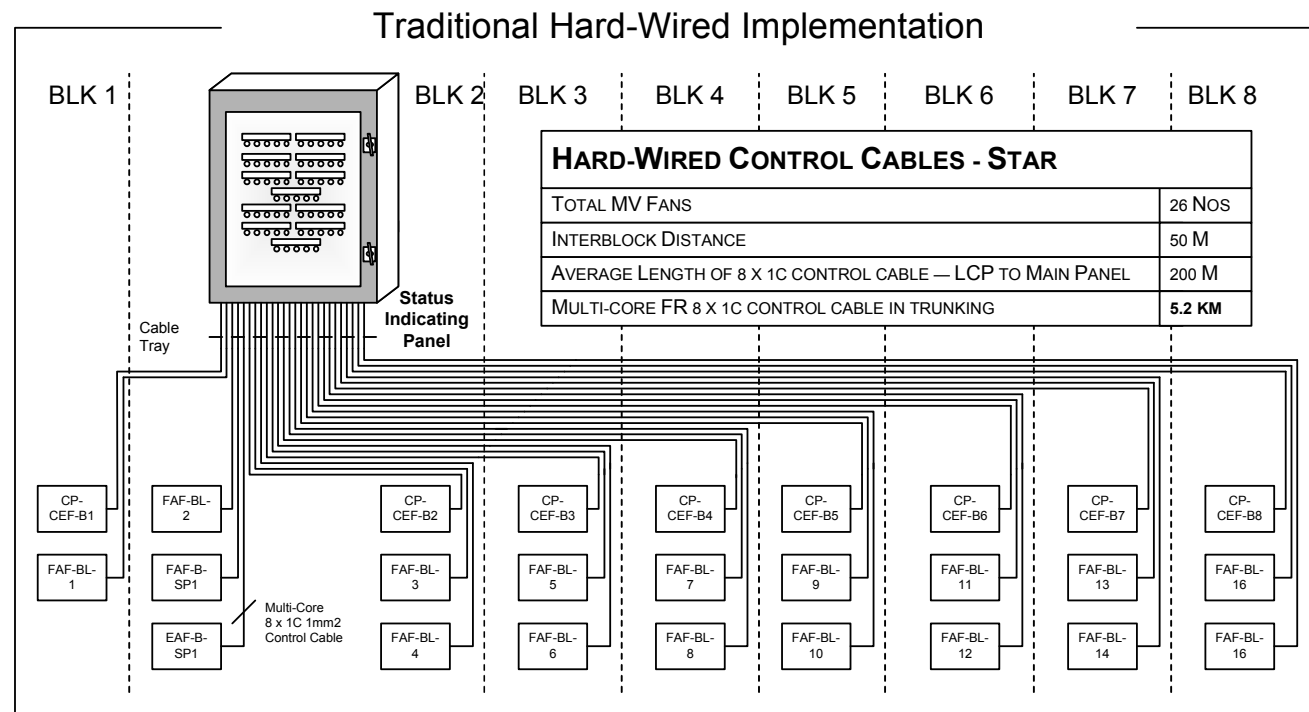 Traditional Hard-Wired Implementation
BLK 1
BLK 2
BLK 3
BLK 4
BLK 5
BLK 6
BLK 7
BLK 8
HARD-WIRED CONTROL CABLES - STAR
TOTAL MV FANS 26 NOS
INTERBLOCK DISTANCE 50 M
AVERAGE LENGTH OF 8 X 1C CONTROL CABLE — LCP TO MAIN PANEL 200 M
MULTI-CORE FR 8 X 1C CONTROL CABLE IN TRUNKING 5.2 KM
Status
Indicating
Panel
Cable
Tray
CP-
CEF-B1
FAF-BL-
2
CP-
CEF-B2
CP-
CEF-B3
CP-
CEF-B4
CP-
CEF-B5
CP-
CEF-B6
CP-
CEF-B7
CP-
CEF-B8
FAF-BL-
1
FAF-B-
SP1
FAF-BL-
3
FAF-BL-
5
FAF-BL-
7
FAF-BL-
9
FAF-BL-
11
FAF-BL-
13
FAF-BL-
16
Multi-Core
8 x 1C 1mm2
Control Cable
EAF-B-
SP1
FAF-BL-
4
FAF-BL-
6
FAF-BL-
8
FAF-BL-
10
FAF-BL-
12
FAF-BL-
14
FAF-BL-
16